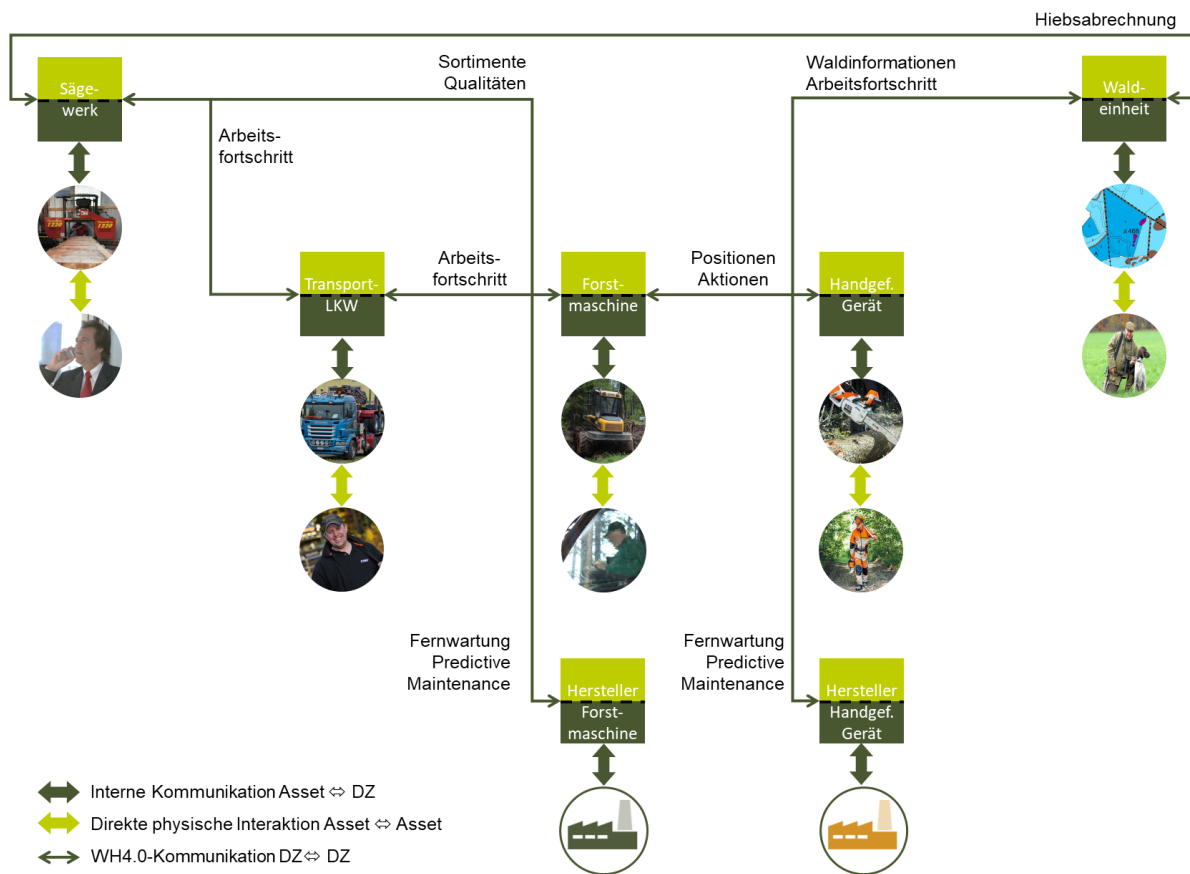 Hiebsabrechnung
Säge-
werk
Sortimente
Qualitäten
Waldinformationen
Arbeitsfortschritt
Wald-
einheit
Arbeits-
fortschritt
Transport-
LKW
Arbeits-
fortschritt
Forst-
maschine
Positionen
Aktionen
Handgef.
Gerät
Fernwartung
Predictive
Maintenance
Hersteller
Forst-
maschine
Fernwartung
Predictive
Maintenance
Hersteller
Handgef.
Gerät
Interne Kommunikation Asset ⇔ DZ
Direkte physische Interaktion Asset ⇔ Asset
WH4.0-Kommunikation DZ⇔ DZ